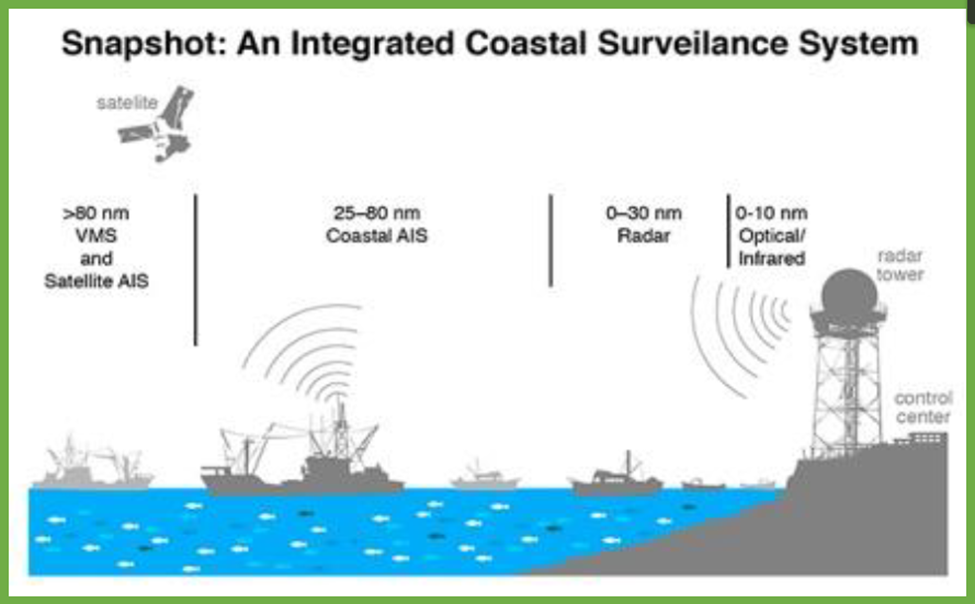 Snapshot: An Integrated Coastal Surveilance System
satelite
>80 nm
VMS
and
Satellite AIS
25–80 nm
Coastal AIS
0–30 nm
Radar
0-10 nm
Optical/
Infrared
radar
tower
control
center